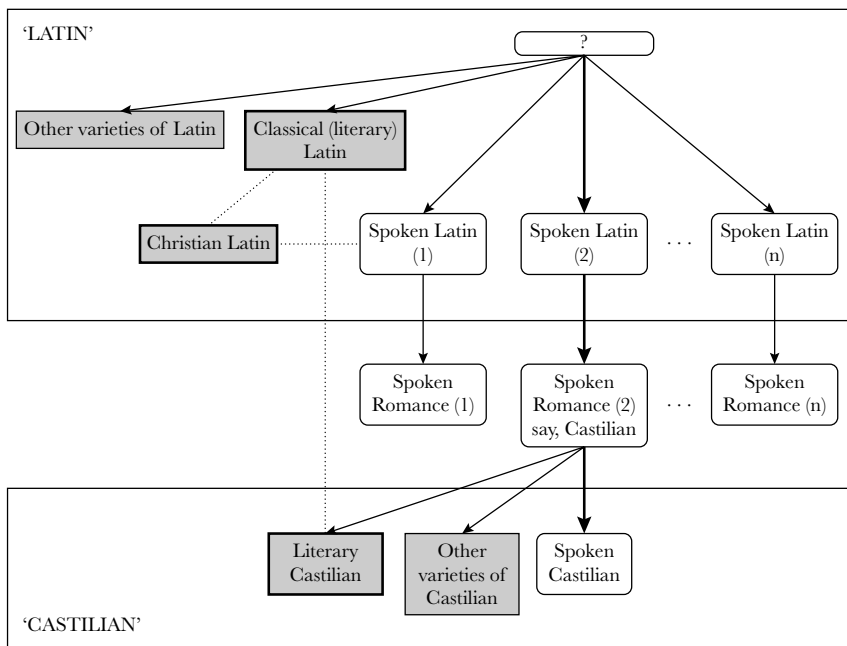 ‘LATIN’
?
Other varieties of Latin
Classical (literary)
Latin
Christian Latin
Spoken Latin
(1)
Spoken Latin
(2)
. . .
Spoken Latin
(n)
Spoken
Romance (1)
Spoken
Romance (2)
say, Castilian
. . .
Spoken
Romance (n)
Literary
Castilian
Other
varieties of
Castilian
Spoken
Castilian
‘CASTILIAN’